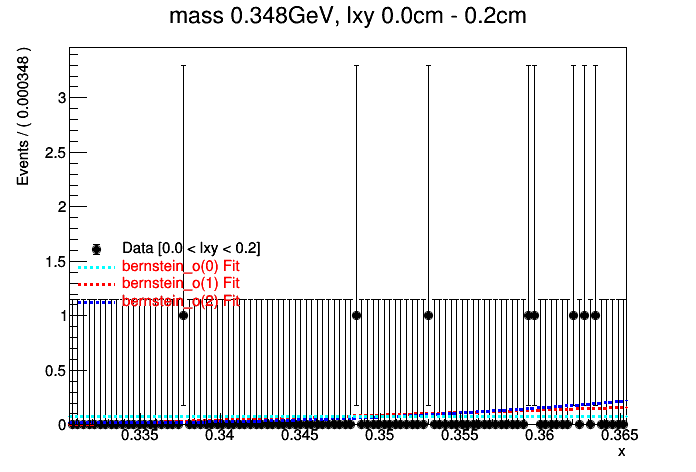 mass 0.348GeV, lxy 0.0cm - 0.2cm
Events / ( 0.000348 )
3
2.5
2
1.5
1
0.5
0
Data [0.0 < lxy < 0.2]
bernstein_o(0) Fit
bernstein_o(1) Fit
bernstein_o(2) Fit
0.335 0.34 0.345 0.35 0.355 0.36 0.365
x